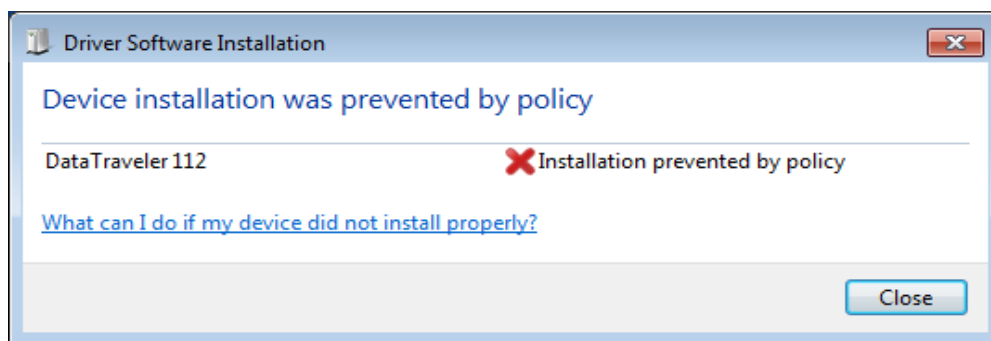 Driver Software Installation
Device installation was prevented by policy
DataTraveler 112 Installation prevented by policy
What can I do if my device did not install properly?
Close